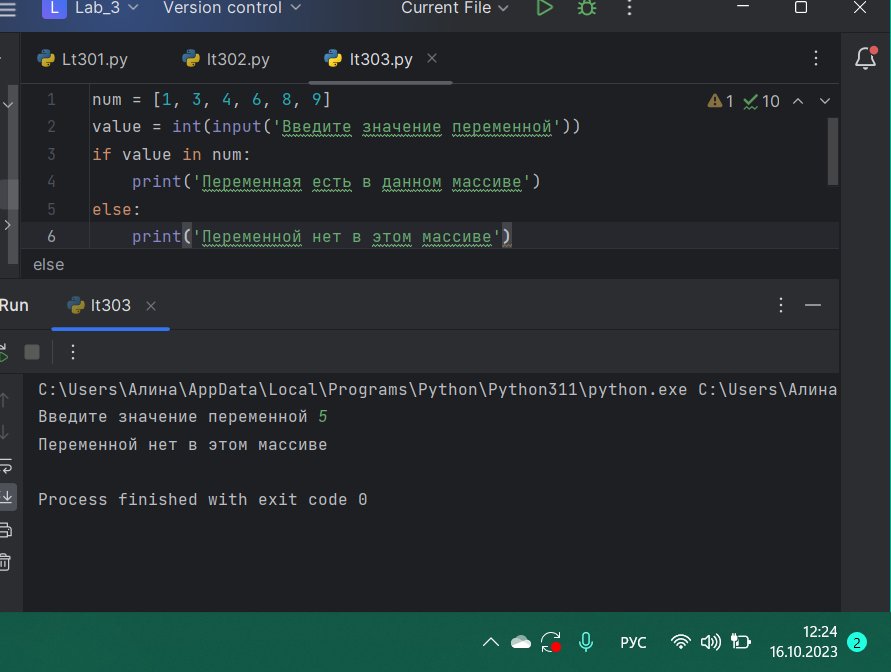 L Lab_3 Version control Current File
Lt301.py lt302.py lt303.py
1 num = [1, 3, 4, 6, 8, 9]
1 10
2 value = int(input('Введите значение переменной'))
3 if value in num:
4 print('Переменная есть в данном массиве')
5 else:
6 print('Переменной нет в этом массиве')
else
Run lt303
C:\Users\Алина\AppData\Local\Programs\Python\Python311\python.exe C:\Users\Алина
Введите значение переменной 5
Переменной нет в этом массиве
Process finished with exit code 0
РУС
12:24
16.10.2023
2